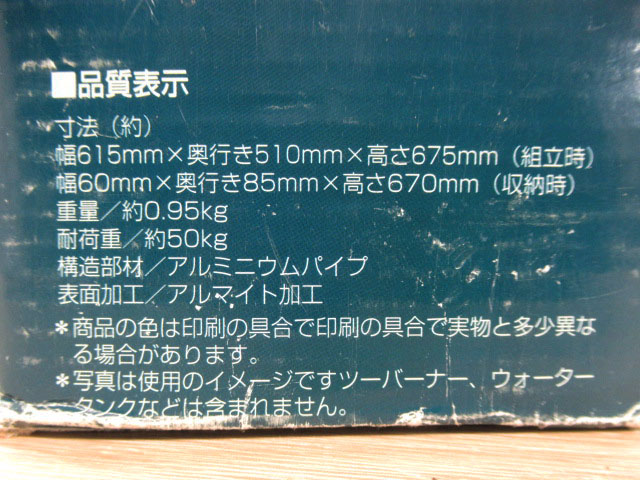 ■品質表示
寸法（約）
幅615mm×奥行き510mm×高さ675mm（組立時）
幅60mm×奥行き85mm×高さ670mm（収納時）
重量／約0.95kg
耐荷重／約50kg
構造部材／アルミニウムパイプ
表面加工／アルマイト加工
＊商品の色は印刷の具合で印刷の具合で実物と多少異な
る場合があります。
＊写真は使用のイメージですツーバーナー、ウォーター
タンクなどは含まれません。